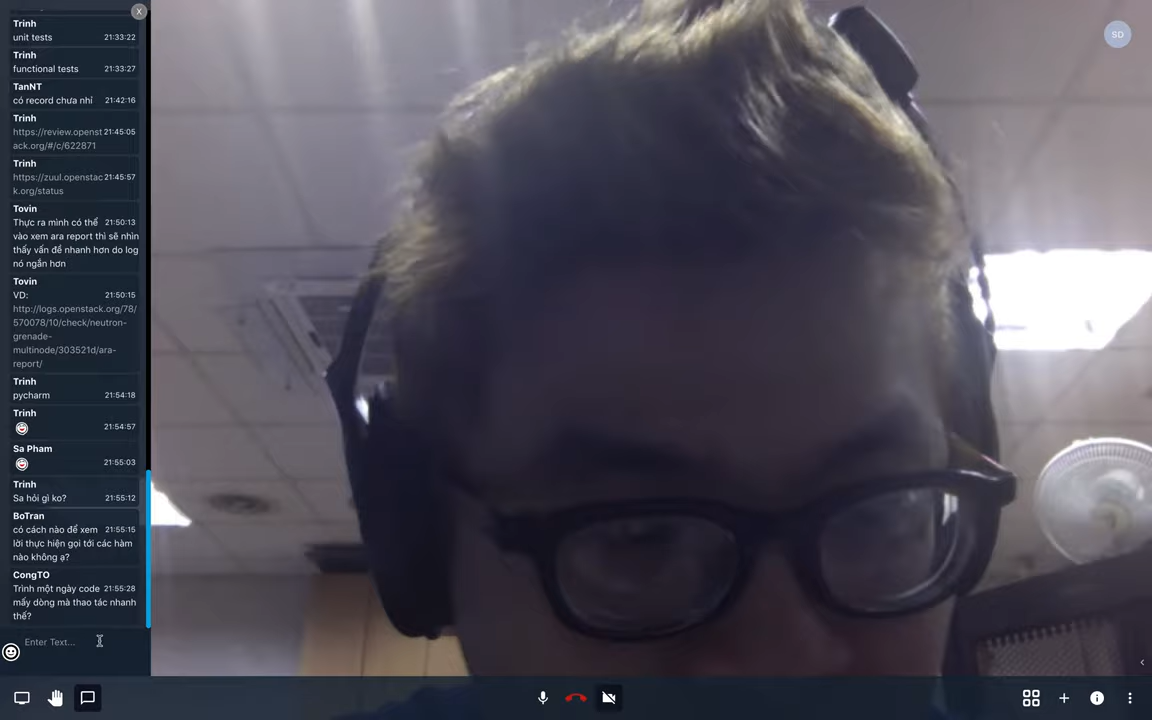 X
SD
Trinh
unit tests 21:33:22
Trinh
functional tests 21:33:27
TanNT
có record chưa nhỉ 21:42:16
Trinh
https://review.openst 21:45:05
ack.org/#/c/622871
Trinh
https://zuul.openstac 21:45:57
k.org/status
Tovin
Thực ra mình có thể 21:50:13
vào xem ara report thì sẽ nhìn
thấy vấn đề nhanh hơn do log
nó ngắn hơn
Tovin
VD: 21:50:15
http://logs.openstack.org/78/
570078/10/check/neutron-
grenade-
multinode/303521d/ara-
report/
Trinh
pycharm 21:54:18
Trinh
21:54:57
Sa Pham
21:55:03
Trinh
Sa hỏi gì ko? 21:55:12
BoTran
có cách nào để xem 21:55:15
lời thực hiện gọi tới các hàm
nào không ạ?
CongTO
Trình một ngày code 21:55:28
mấy dòng mà thao tác nhanh
thế?
Enter Text...